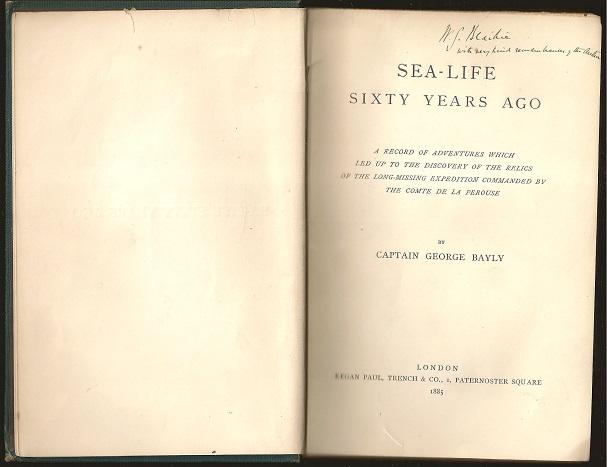 W. G. Blaikie
with very kind remembrances of the Author
SEA-LIFE
SIXTY YEARS AGO
A RECORD OF ADVENTURES WHICH
LED UP TO THE DISCOVERY OF THE RELICS
OF THE LONG-MISSING EXPEDITION COMMANDED BY
THE COMTE DE LA PEROUSE
BY
CAPTAIN GEORGE BAYLY
LONDON
KEGAN PAUL, TRENCH & CO., 1, PATERNOSTER SQUARE
1885